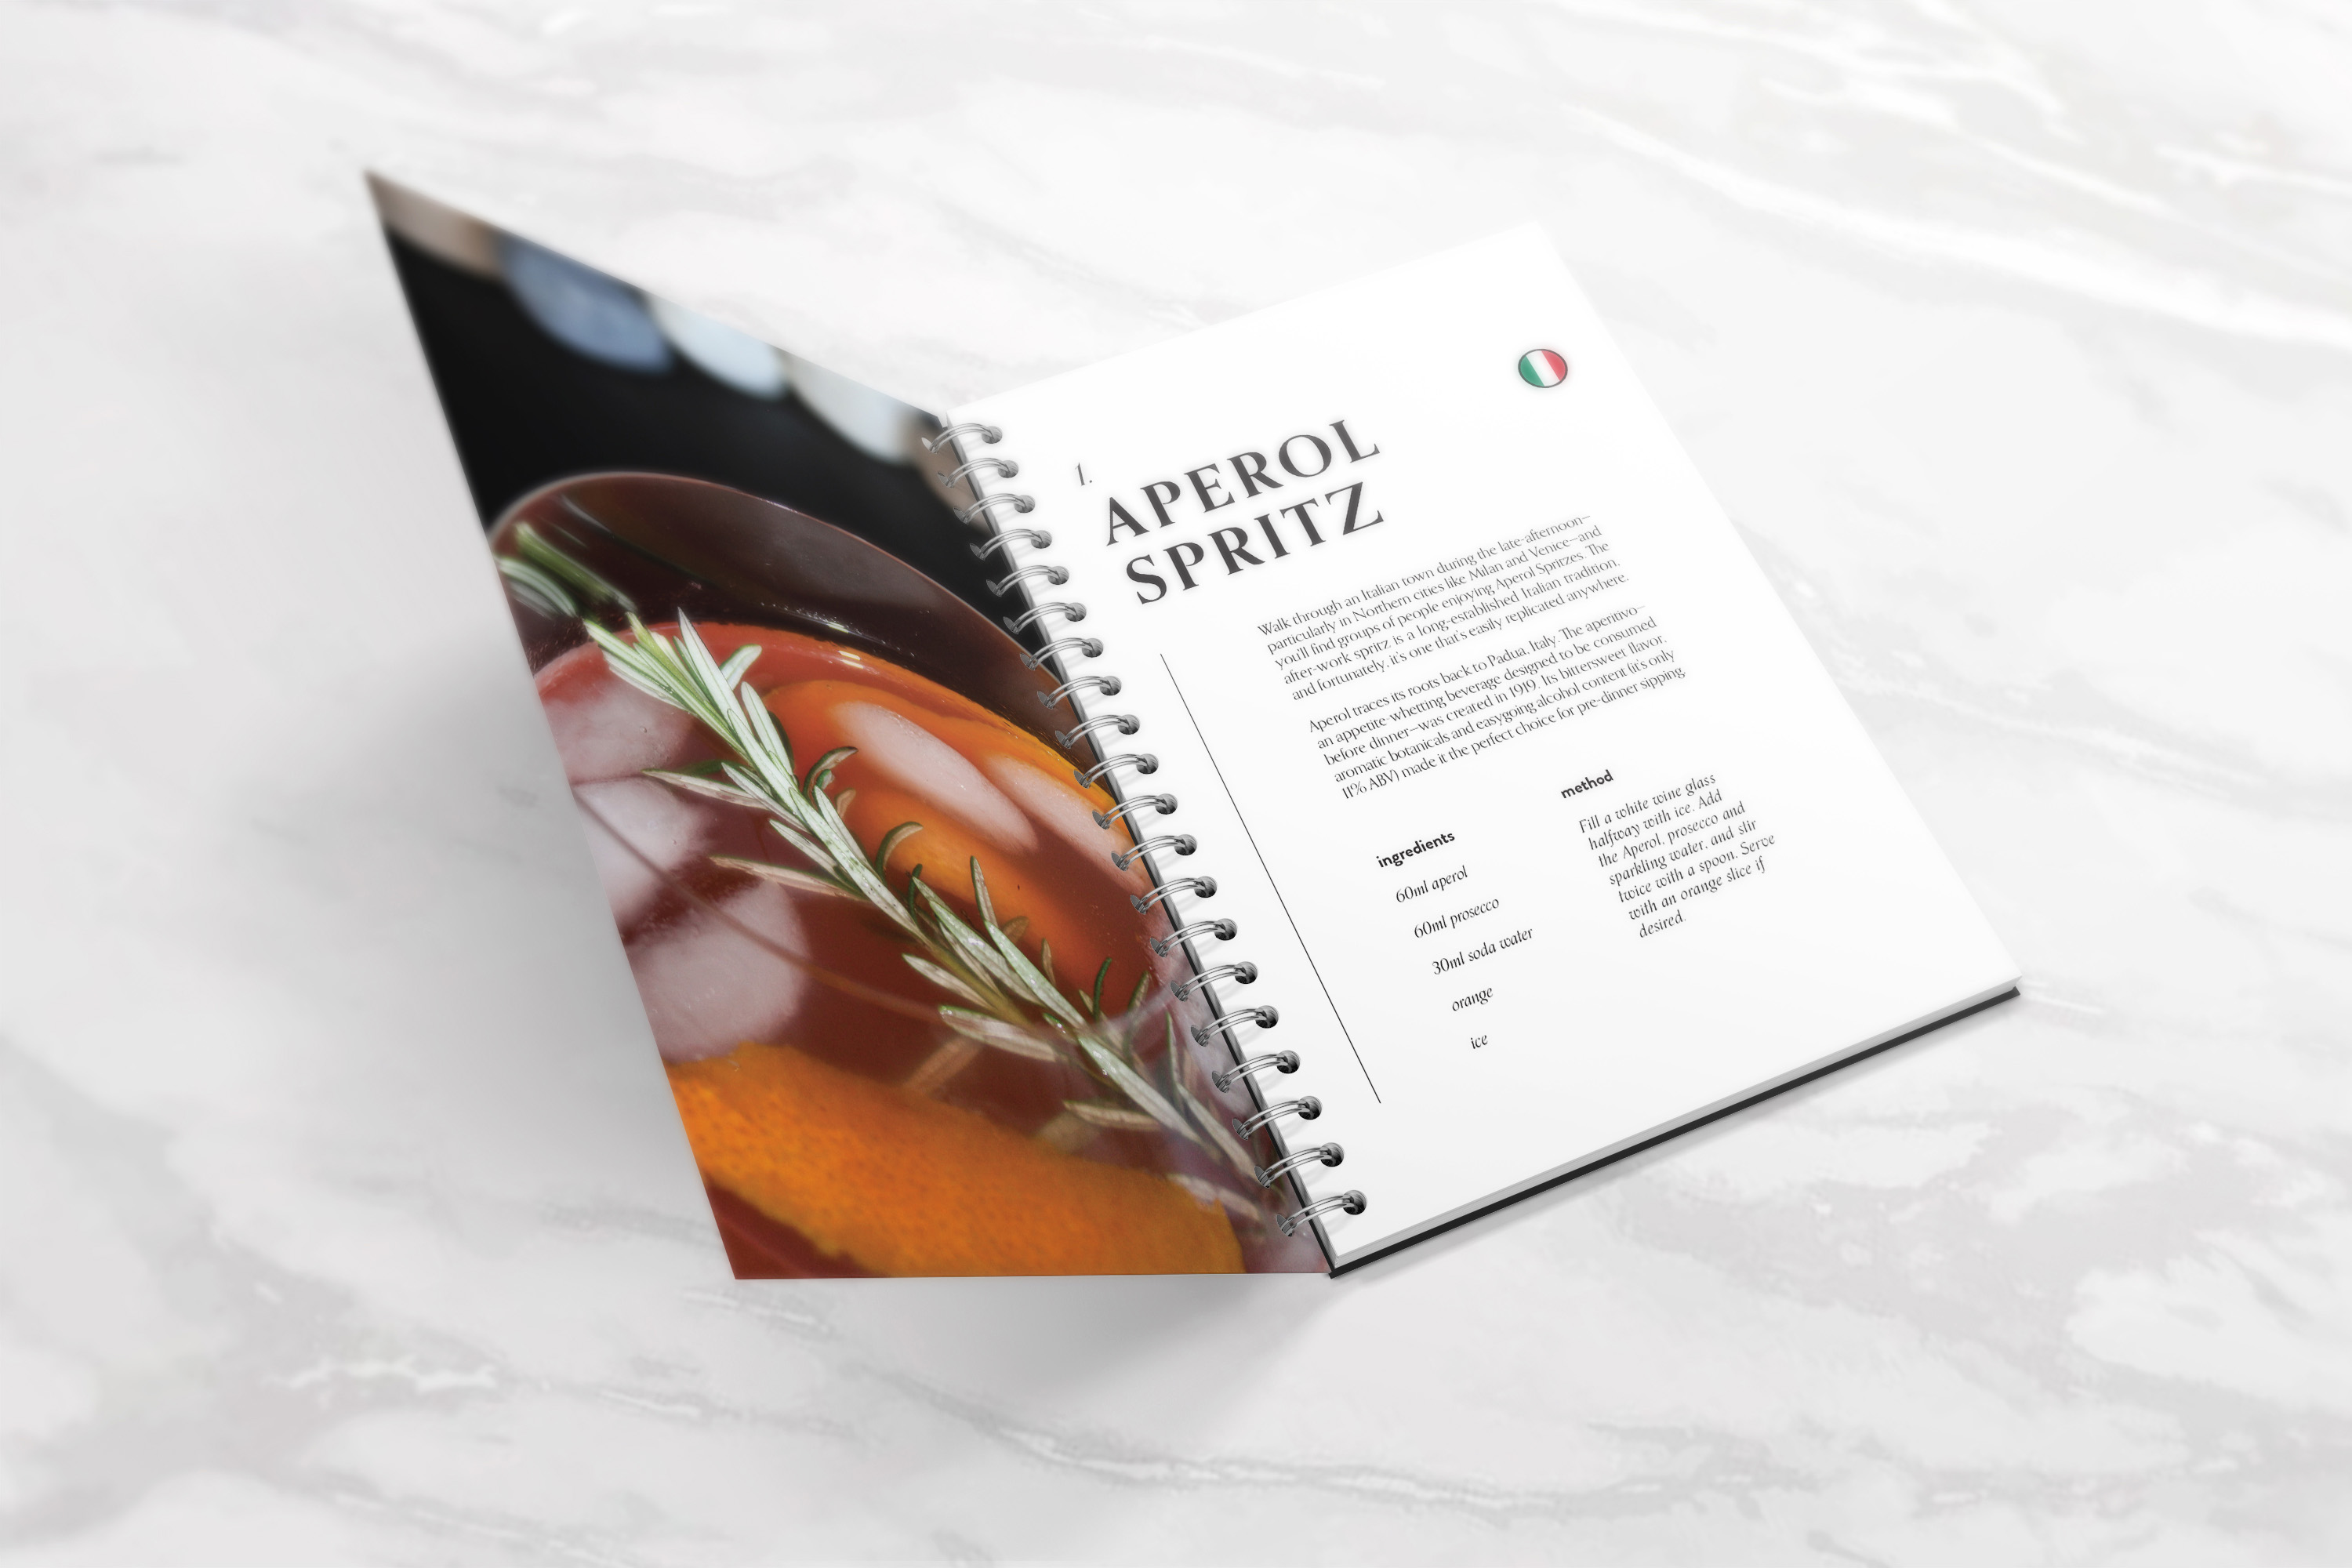 1.
APEROL
SPRITZ
Walk through an Italian town during the late-afternoon—
particularly in Northern cities like Milan and Venice—and
you'll find groups of people enjoying Aperol Spritzes. The
after-work spritz is a long-established Italian tradition,
and fortunately, it's one that's easily replicated anywhere.
Aperol traces its roots back to Padua, Italy. The aperitivo—
an appetite-whetting beverage designed to be consumed
before dinner—was created in 1919. Its bittersweet flavor,
aromatic botanicals and easygoing alcohol content (it's only
11% ABV) made it the perfect choice for pre-dinner sipping.
ingredients
60ml aperol
60ml prosecco
30ml soda water
orange
ice
method
Fill a white wine glass
halfway with ice. Add
the Aperol, prosecco and
sparkling water, and stir
twice with a spoon. Serve
with an orange slice if
desired.